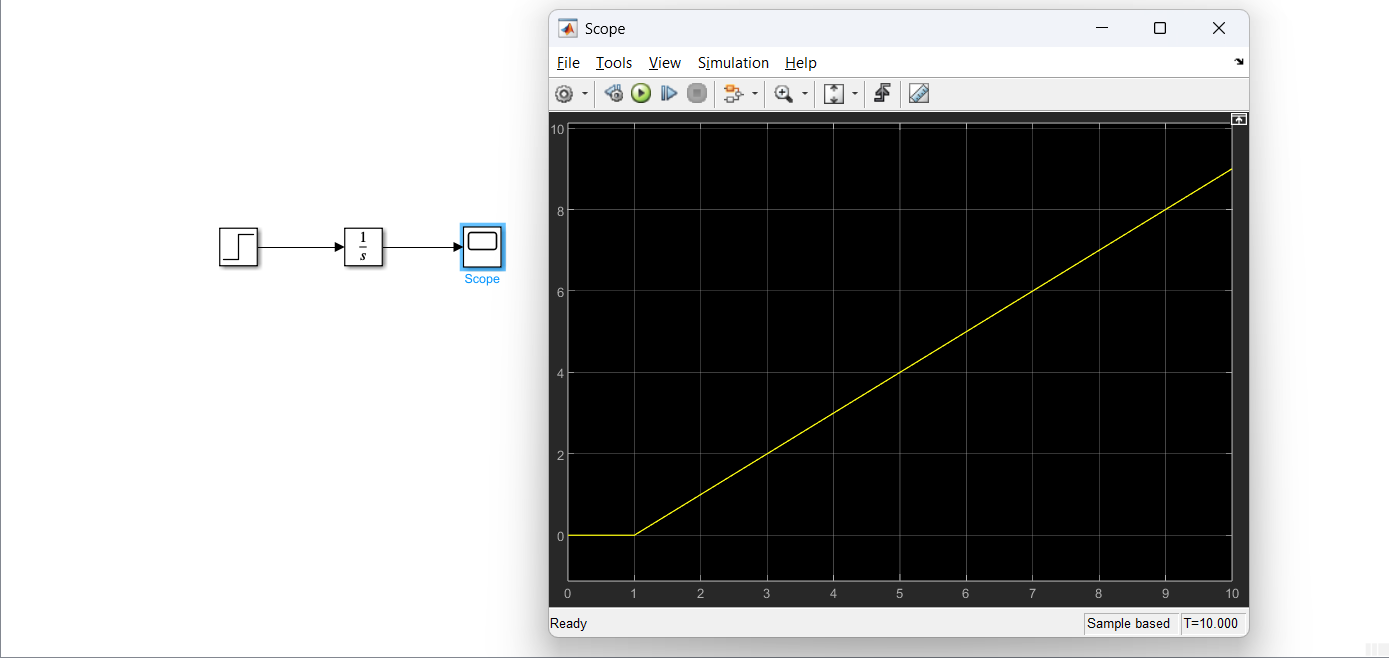 Scope
File Tools View Simulation Help
10
8
6
4
2
0
0 1 2 3 4 5 6 7 8 9 10
Ready Sample based T=10.000
1
s
Scope